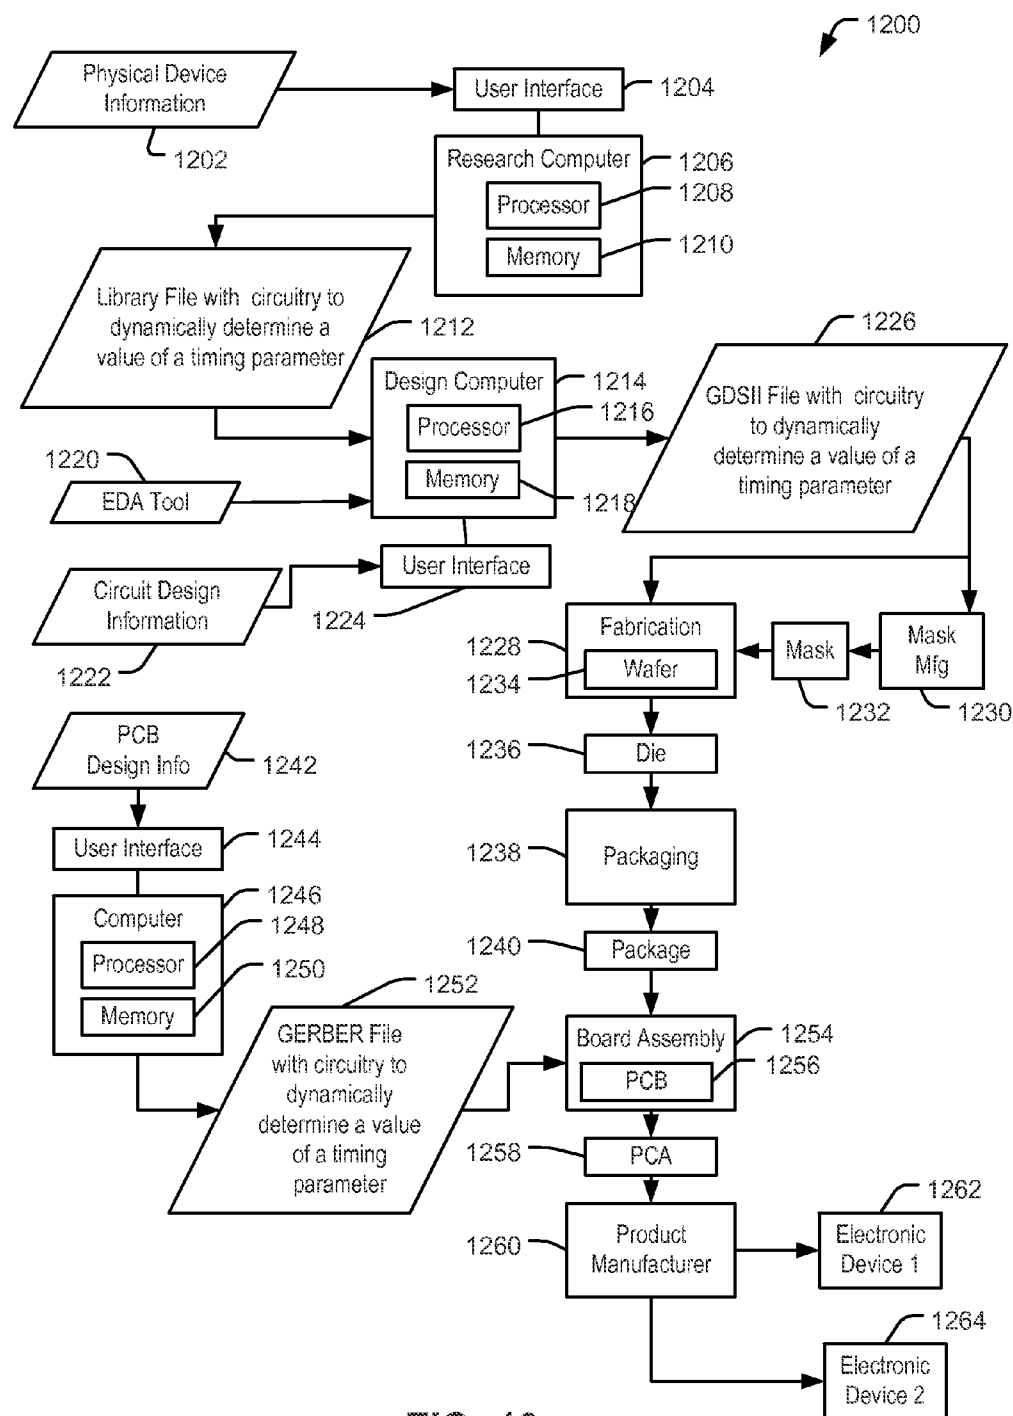 1200
Physical Device
Information
1202
User Interface
1204
Research Computer
1206
Processor
1208
Memory
1210
Library File with circuitry to
dynamically determine a
value of a timing parameter
1212
Design Computer
1214
Processor
1216
Memory
1218
1220
EDA Tool
Circuit Design
Information
1222
User Interface
1224
1226
GDSII File with circuitry
to dynamically
determine a value of a
timing parameter
Fabrication
1228
Wafer
1234
Mask
1232
Mask
Mfg
1230
Die
1236
Packaging
1238
Package
1240
PCB
Design Info
1242
User Interface
1244
Computer
1246
Processor
1248
Memory
1250
1252
GERBER File
with circuitry to
dynamically
determine a value
of a timing
parameter
Board Assembly
1254
PCB
1256
PCA
1258
Product
Manufacturer
1260
1262
Electronic
Device 1
1264
Electronic
Device 2